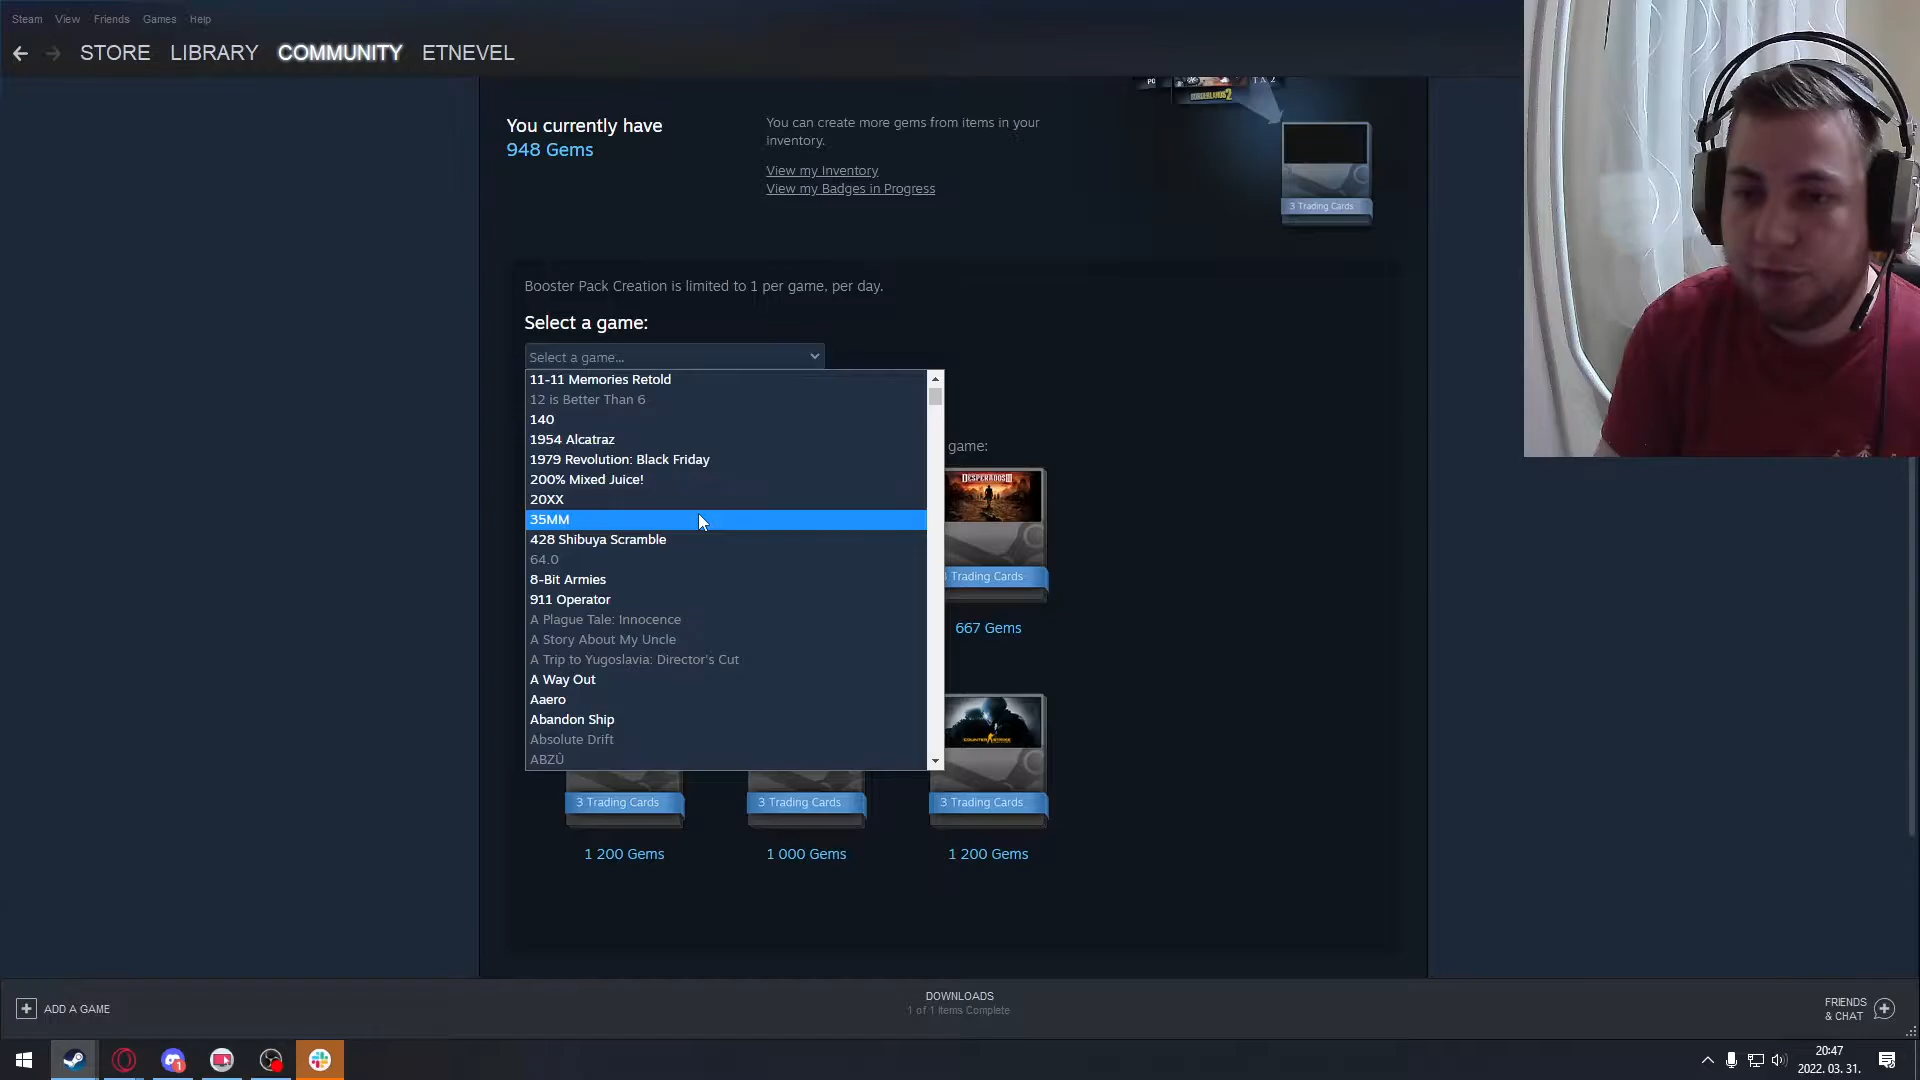 Steam View Friends Games Help
STORE LIBRARY COMMUNITY ETNEVEL
You currently have
948 Gems
You can create more gems from items in your
inventory.
View my Inventory
View my Badges in Progress
BORDERLANDS 2
3 Trading Cards
Booster Pack Creation is limited to 1 per game, per day.
Select a game:
Select a game...
11-11 Memories Retold
12 is Better Than 6
140
1954 Alcatraz
1979 Revolution: Black Friday
200% Mixed Juice!
20XX
35MM
428 Shibuya Scramble
64.0
8-Bit Armies
911 Operator
A Plague Tale: Innocence
A Story About My Uncle
A Trip to Yugoslavia: Director's Cut
A Way Out
Aaero
Abandon Ship
Absolute Drift
ABZÛ
game:
DESPERADOS III
Trading Cards
667 Gems
COUNTER STRIKE
3 Trading Cards 3 Trading Cards 3 Trading Cards
1 200 Gems 1 000 Gems 1 200 Gems
ADD A GAME
DOWNLOADS
1 of 1 Items Complete
FRIENDS
& CHAT
1
20:47
2022. 03. 31.